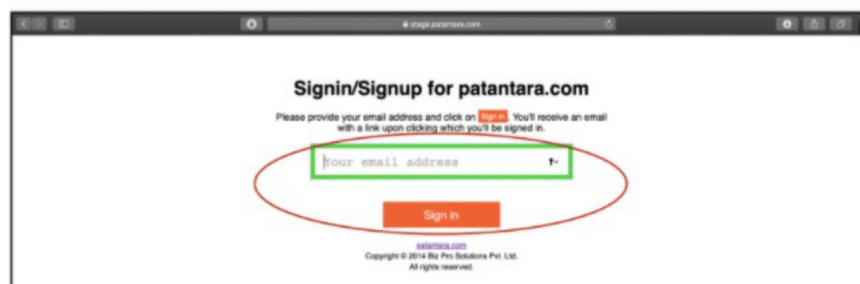 stage.patantara.com
Signin/Signup for patantara.com
Please provide your email address and click on Sign in. You'll receive an email
with a link upon clicking which you'll be signed in.
Your email address
Sign in
patantara.com
Copyright © 2014 Biz Pro Solutions Pvt. Ltd.
All rights reserved.